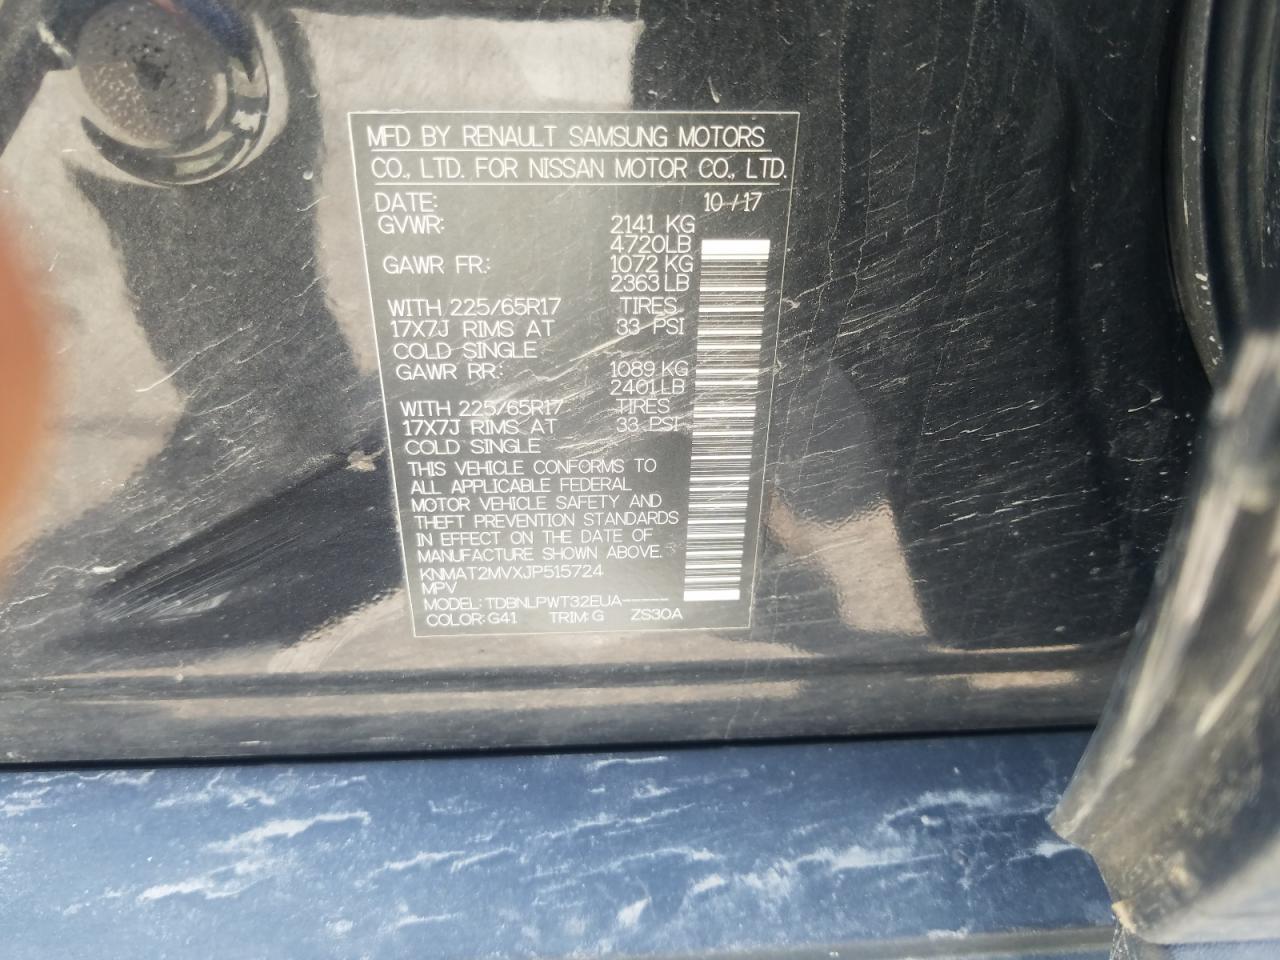 MFD BY RENAULT SAMSUNG MOTORS
CO., LTD. FOR NISSAN MOTOR CO., LTD.
DATE: 10/17
GVWR: 2141 KG
4720LB
GAWR FR: 1072 KG
2363LB
WITH 225/65R17 TIRES
17X7J RIMS AT 33 PSI
COLD SINGLE
GAWR RR: 1089 KG
2401LB
WITH 225/65R17 TIRES
17X7J RIMS AT 33 PSI
COLD SINGLE
THIS VEHICLE CONFORMS TO
ALL APPLICABLE FEDERAL
MOTOR VEHICLE SAFETY AND
THEFT PREVENTION STANDARDS
IN EFFECT ON THE DATE OF
MANUFACTURE SHOWN ABOVE.
KNMAT2MVXJP515724
MPV
MODEL: TDBNLPWT32EUA-----
COLOR: G41 TRIM: G ZS30A